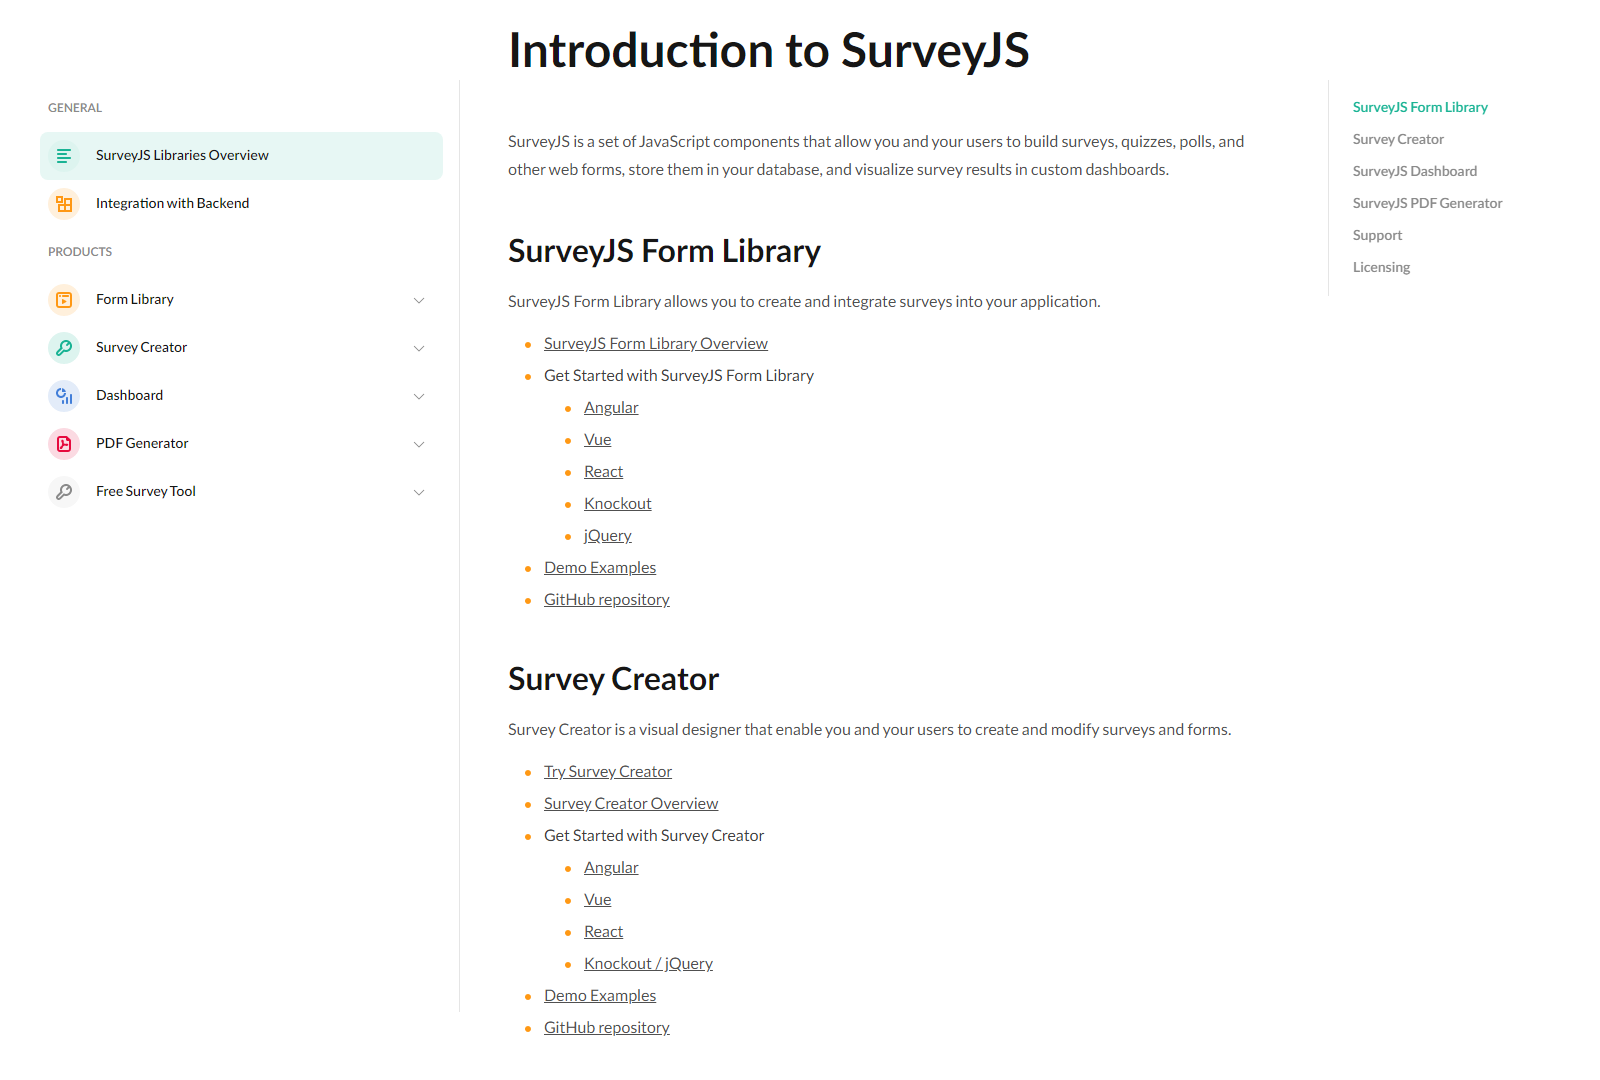 Introduction to SurveyJS
GENERAL
SurveyJS Libraries Overview
Integration with Backend
PRODUCTS
Form Library
Survey Creator
Dashboard
PDF Generator
Free Survey Tool
SurveyJS is a set of JavaScript components that allow you and your users to build surveys, quizzes, polls, and
other web forms, store them in your database, and visualize survey results in custom dashboards.
SurveyJS Form Library
SurveyJS Form Library allows you to create and integrate surveys into your application.
SurveyJS Form Library Overview
Get Started with SurveyJS Form Library
Angular
Vue
React
Knockout
jQuery
Demo Examples
GitHub repository
Survey Creator
Survey Creator is a visual designer that enable you and your users to create and modify surveys and forms.
Try Survey Creator
Survey Creator Overview
Get Started with Survey Creator
Angular
Vue
React
Knockout / jQuery
Demo Examples
GitHub repository
SurveyJS Form Library
Survey Creator
SurveyJS Dashboard
SurveyJS PDF Generator
Support
Licensing